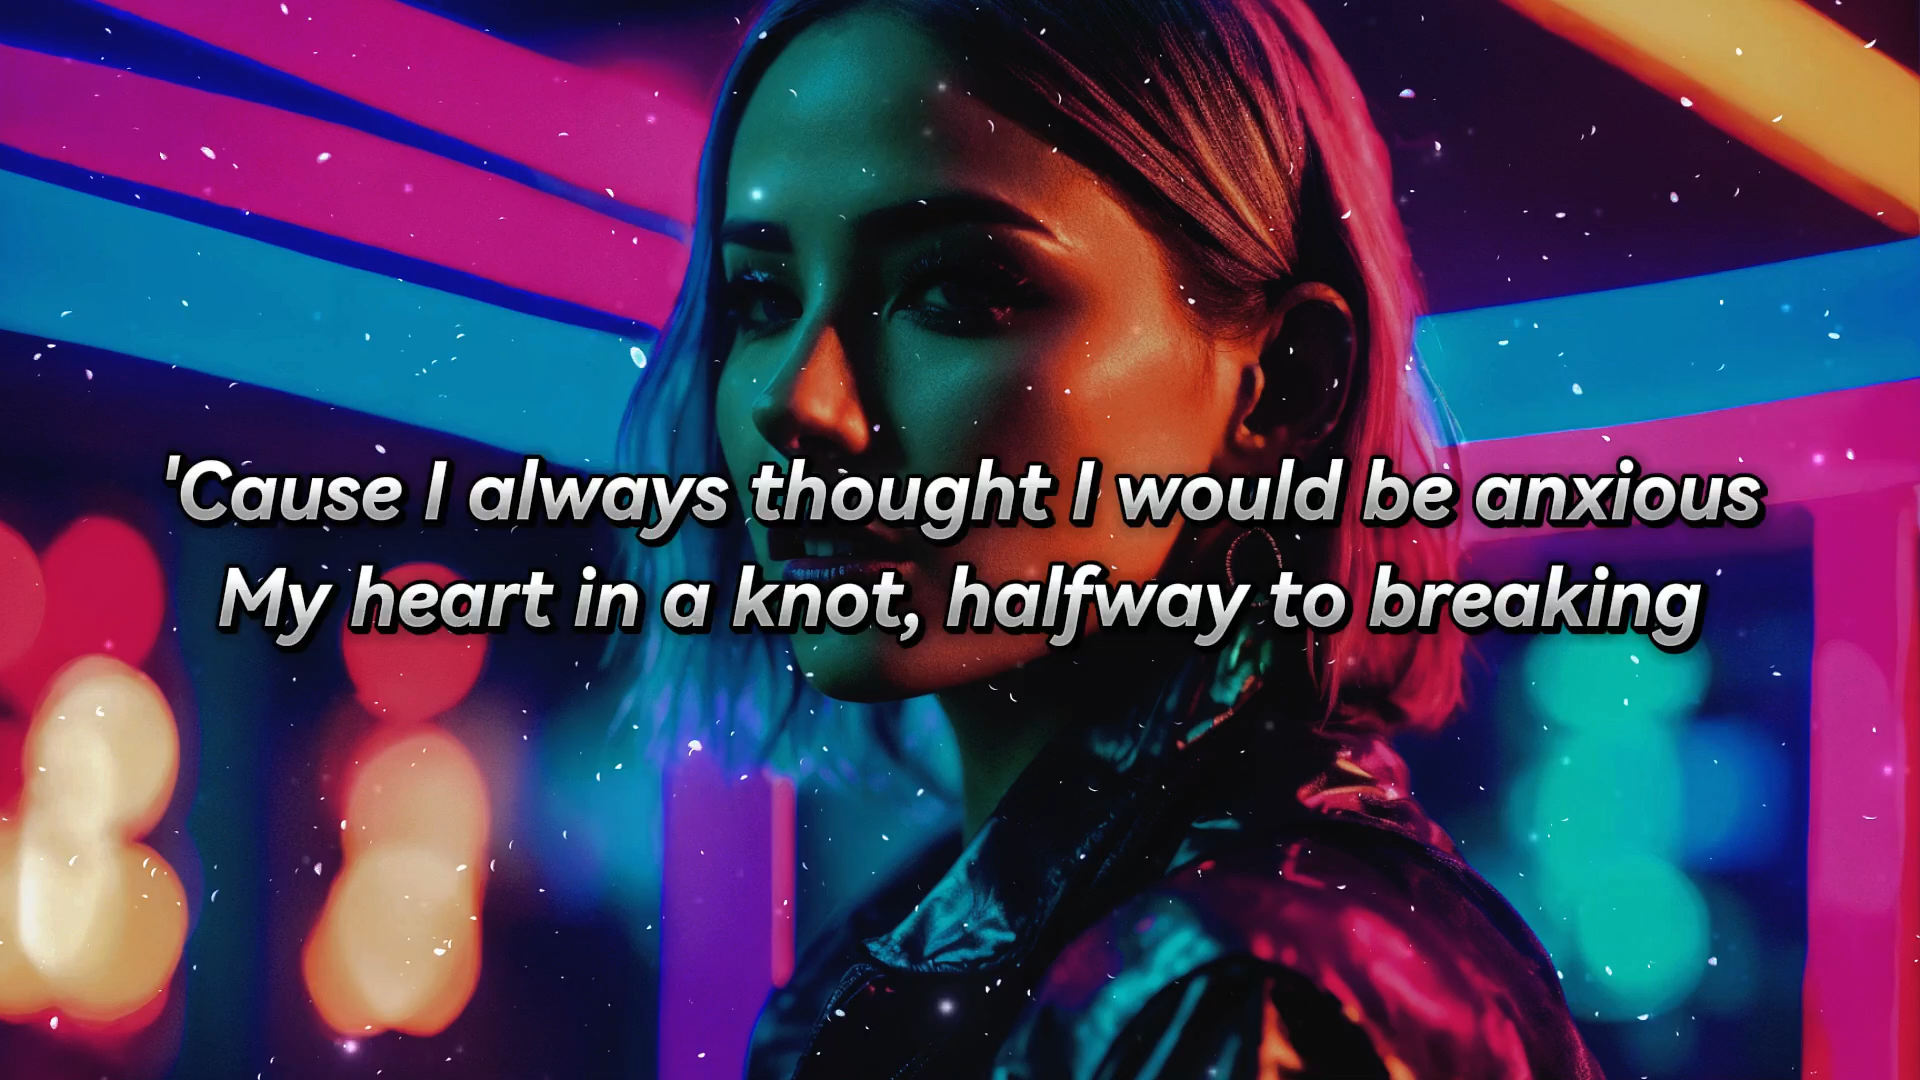 'Cause I always thought I would be anxious
My heart in a knot, halfway to breaking